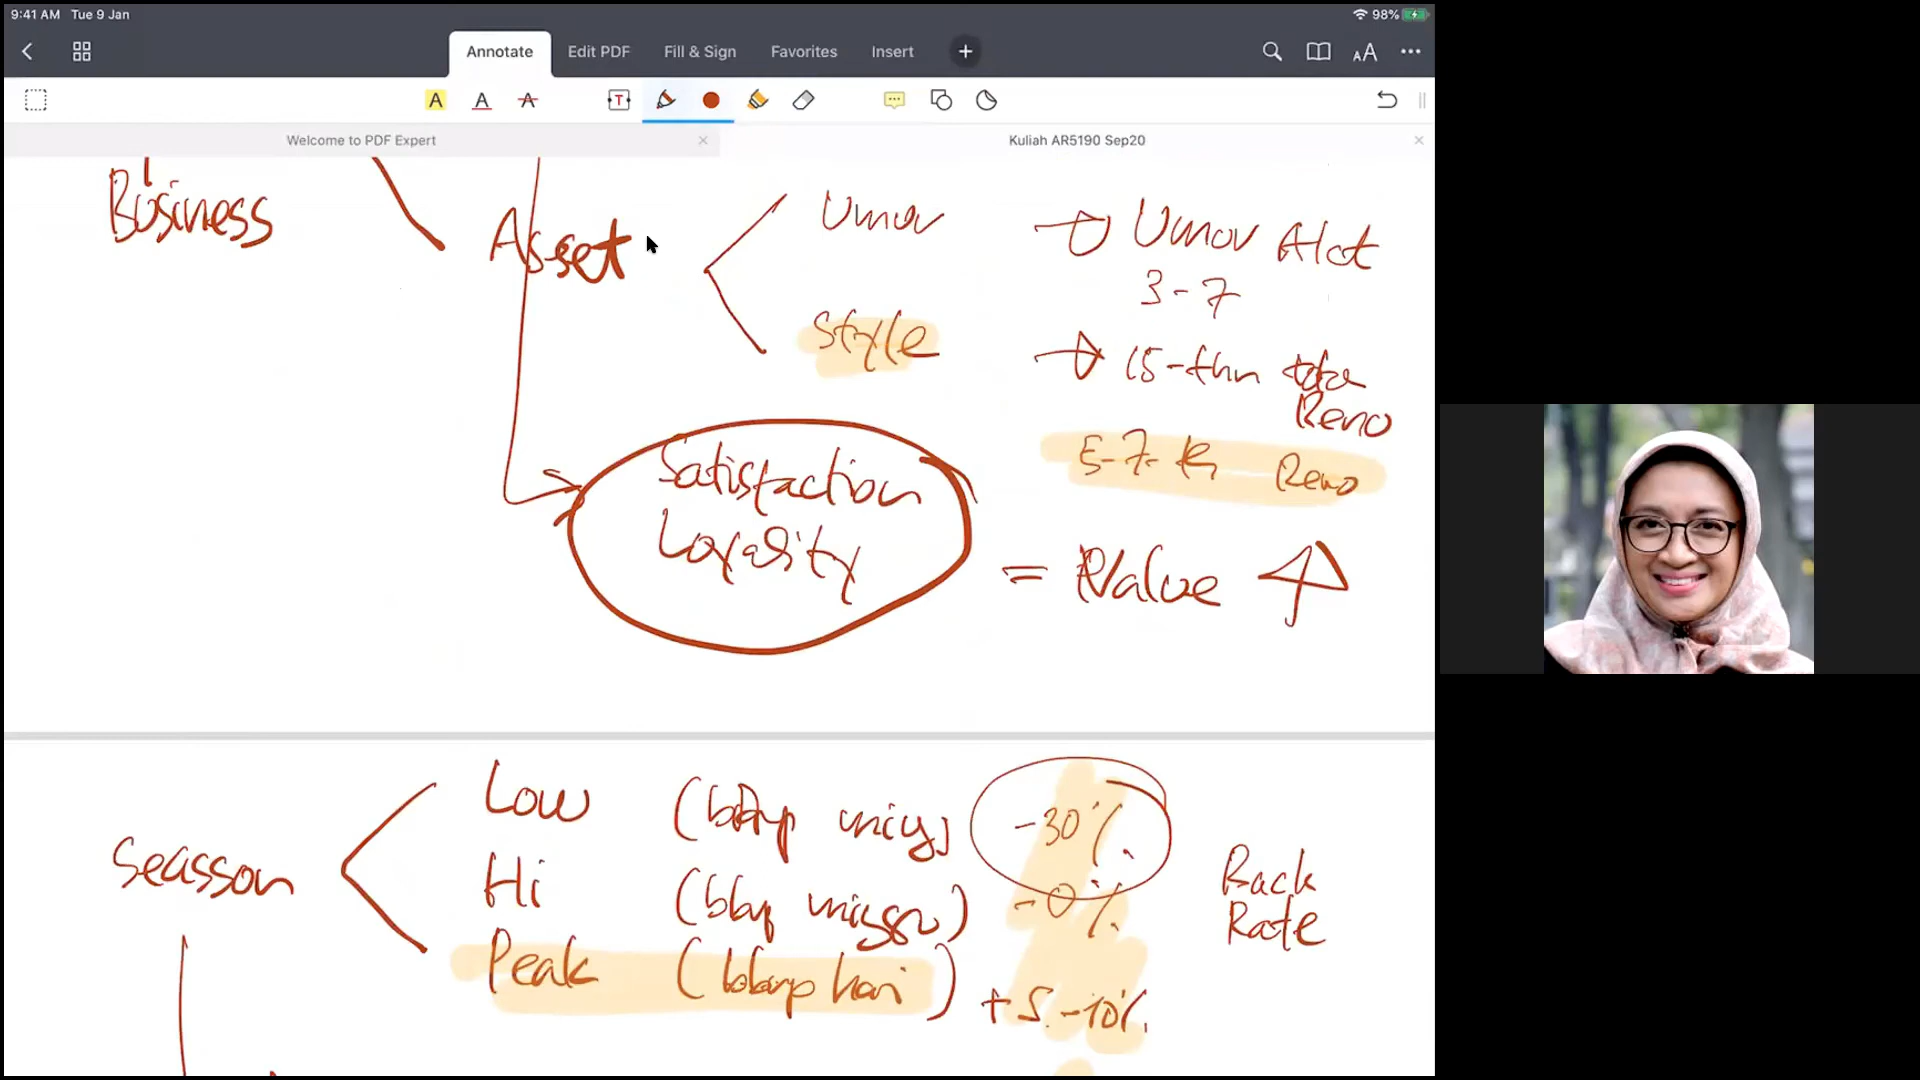 9:41 AM Tue 9 Jan
98%
Annotate Edit PDF Fill & Sign Favorites Insert
Welcome to PDF Expert
Kuliah AR5190 Sep20
Business
Asset
Umur
Umur Alat
3-7
Style
15-thn
Reno
5-7- Reno
Satisfaction
Loyality
= Value
Low -30%
Seasson
Hi -0%
Rack
Rate
Peak hari) +5-10%